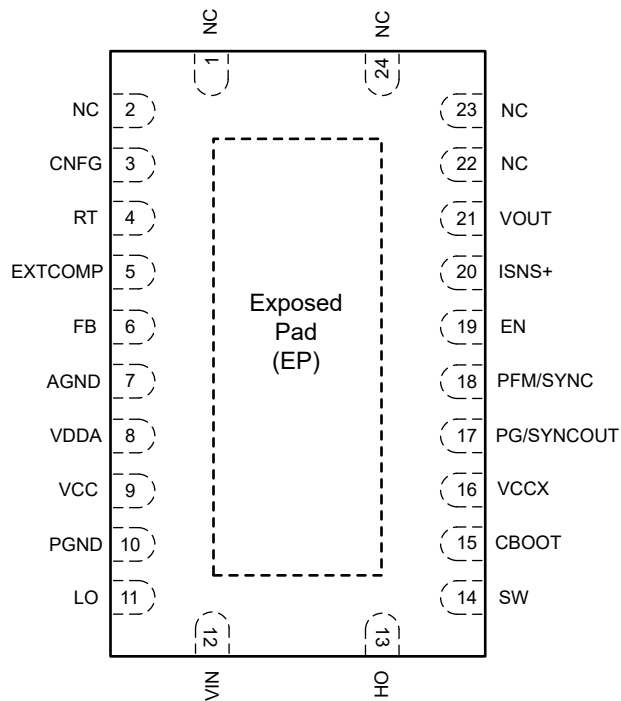 NC
NC
1
24
NC 2
23 NC
CNFG 3
22 NC
RT 4
21 VOUT
EXTCOMP 5
20 ISNS+
Exposed
Pad
(EP)
FB 6
19 EN
AGND 7
18 PFM/SYNC
VDDA 8
17 PG/SYNCOUT
VCC 9
16 VCCX
PGND 10
15 CBOOT
LO 11
14 SW
12
13
VIN
HO